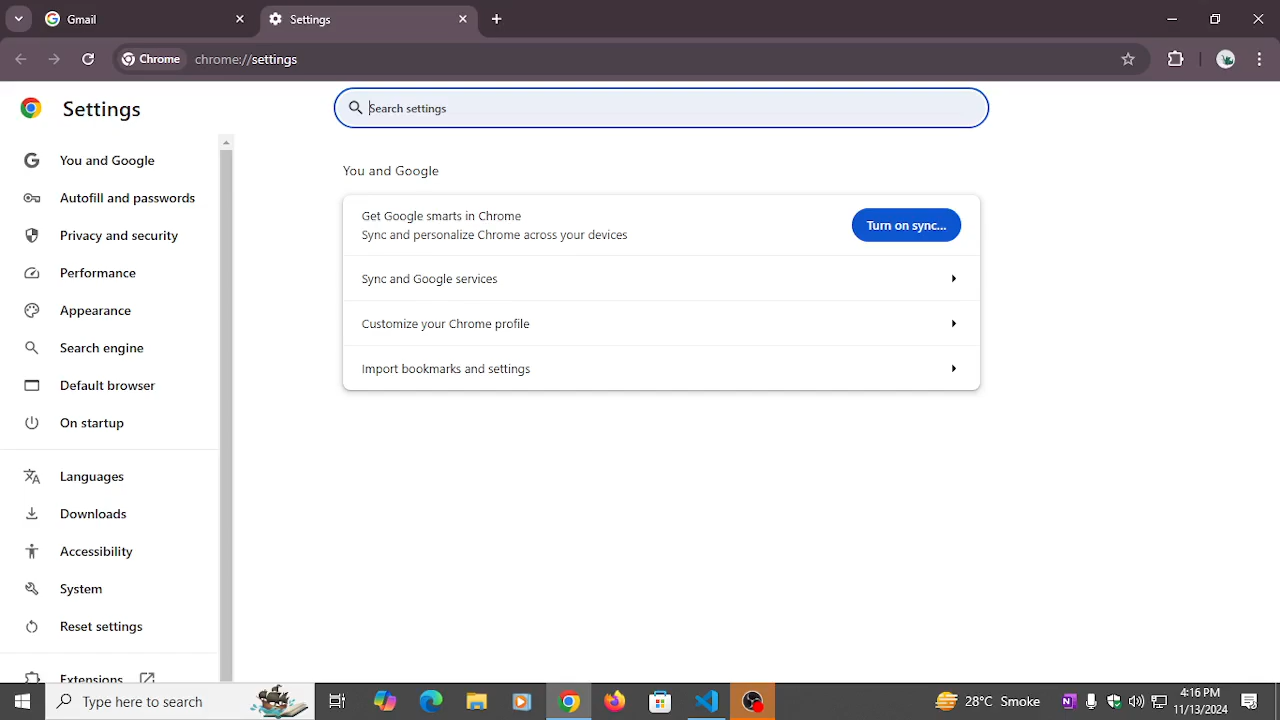 Gmail
Settings
Chrome
chrome://settings
Settings
Search settings
You and Google
Autofill and passwords
Privacy and security
Performance
Appearance
Search engine
Default browser
On startup
Languages
Downloads
Accessibility
System
Reset settings
Extensions
You and Google
Get Google smarts in Chrome
Sync and personalize Chrome across your devices
Turn on sync...
Sync and Google services
Customize your Chrome profile
Import bookmarks and settings
Type here to search
28°C Smoke
4:16 PM
11/13/2024